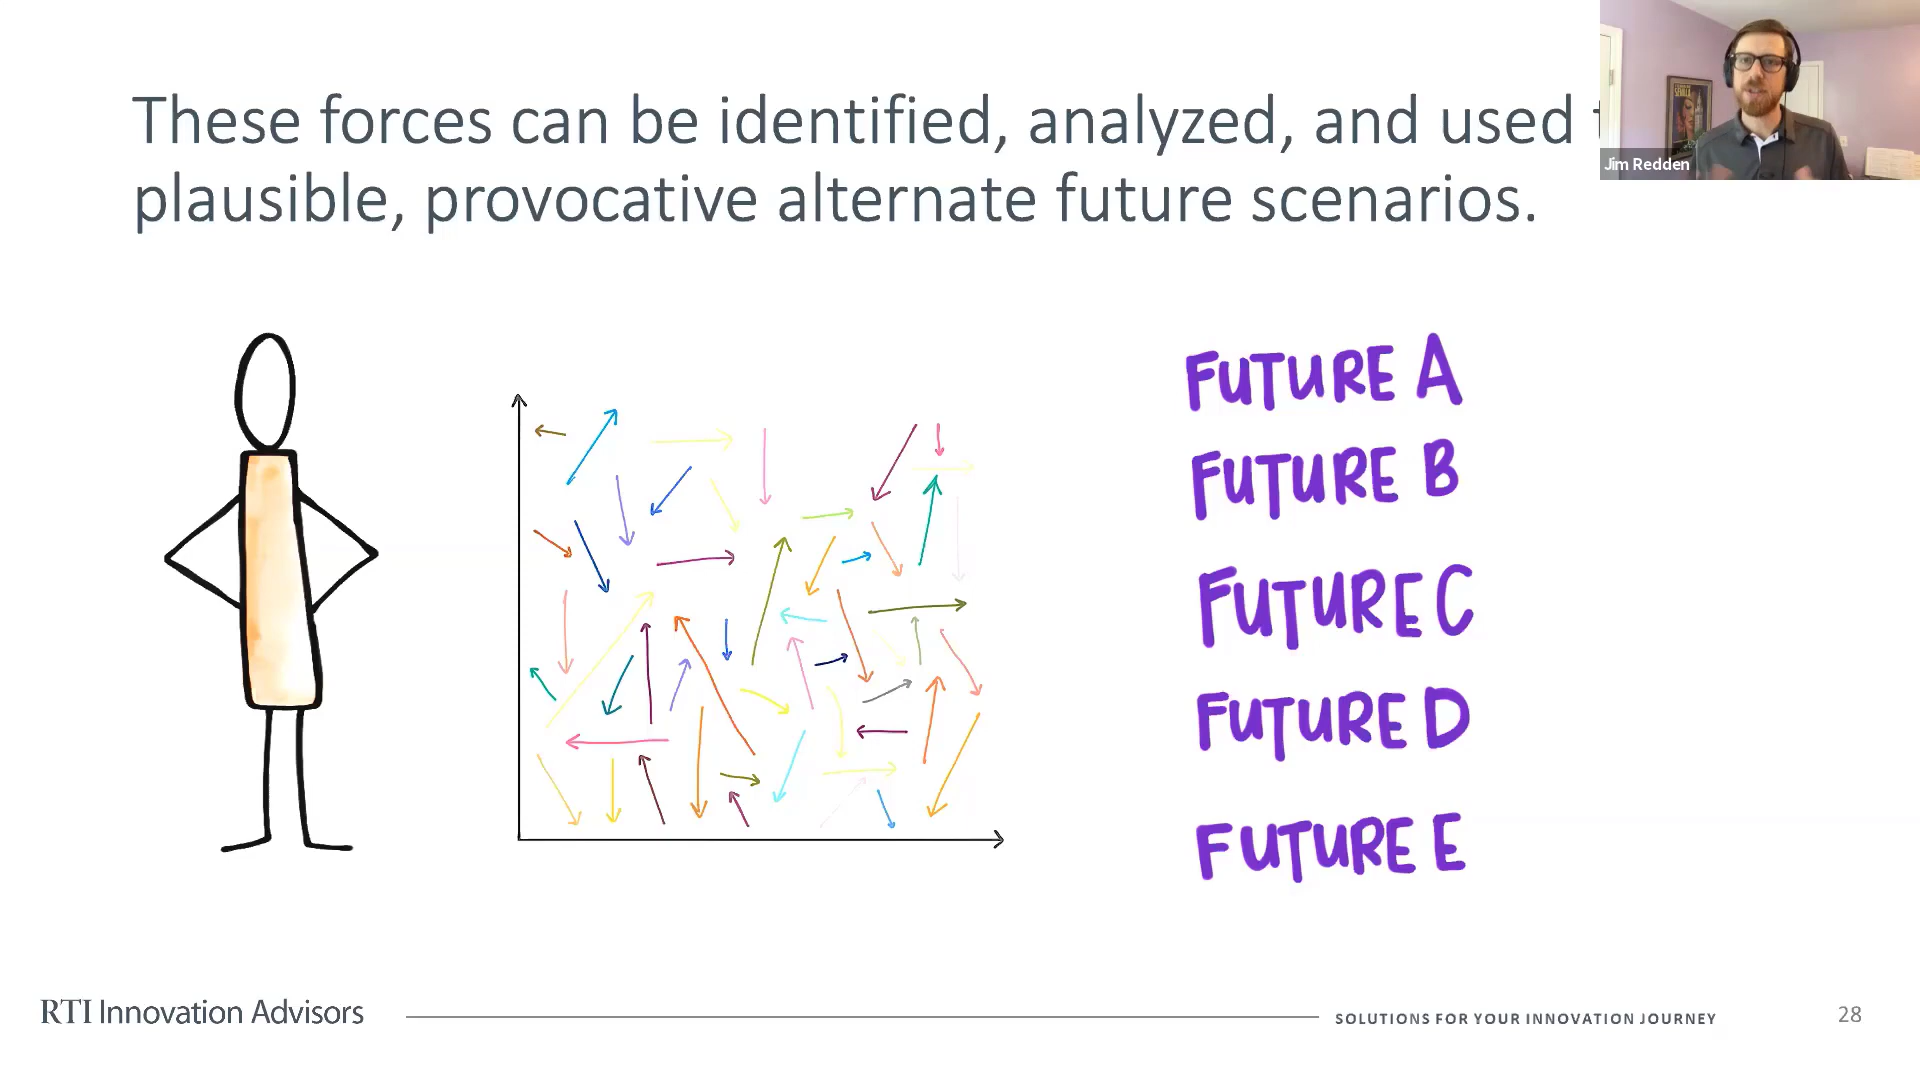 These forces can be identified, analyzed, and used
plausible, provocative alternate future scenarios.
Jim Redden
FUTURE A
FUTURE B
FUTURE C
FUTURE D
FUTURE E
RTI Innovation Advisors
SOLUTIONS FOR YOUR INNOVATION JOURNEY
28